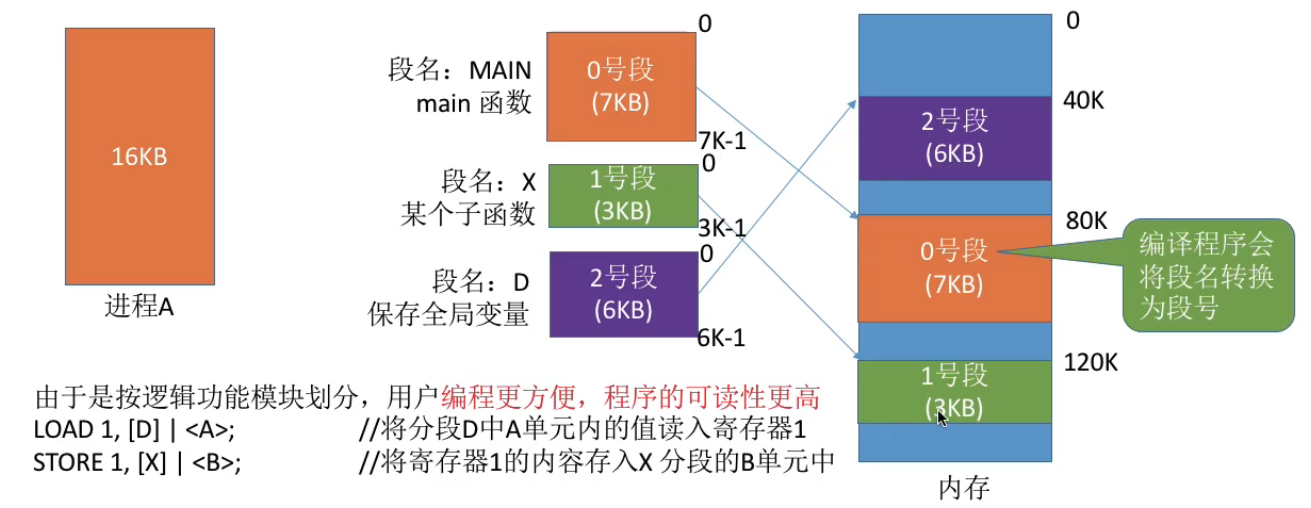 16KB
进程A
段名：MAIN
main 函数
0号段
(7KB)
0
7K-1
段名：X
某个子函数
1号段
(3KB)
0
3K-1
段名：D
保存全局变量
2号段
(6KB)
0
6K-1
0
2号段
(6KB)
40K
0号段
(7KB)
80K
编译程序会
将段名转换
为段号
1号段
(3KB)
120K
内存
由于是按逻辑功能模块划分，用户编程更方便，程序的可读性更高
LOAD 1, [D] | <A>; //将分段D中A单元内的值读入寄存器1
STORE 1, [X] | <B>; //将寄存器1的内容存入X 分段的B单元中